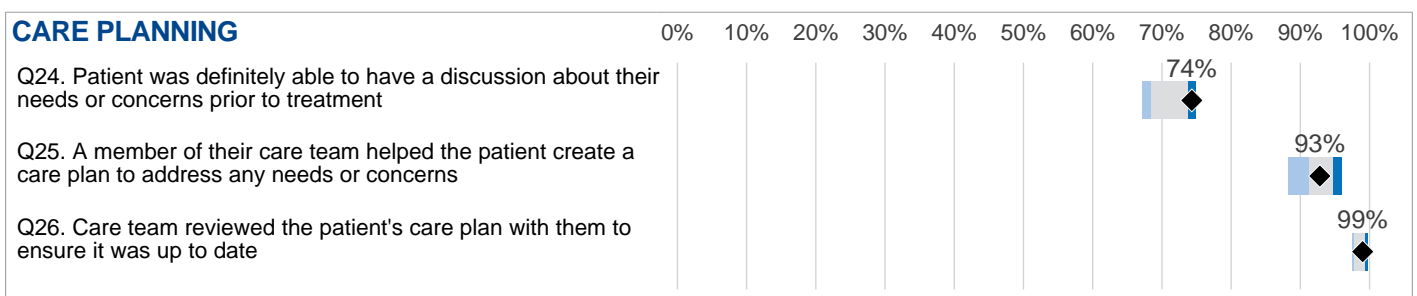 CARE PLANNING 0% 10% 20% 30% 40% 50% 60% 70% 80% 90% 100%
Q24. Patient was definitely able to have a discussion about their
needs or concerns prior to treatment
74%
Q25. A member of their care team helped the patient create a
care plan to address any needs or concerns
93%
Q26. Care team reviewed the patient's care plan with them to
ensure it was up to date
99%